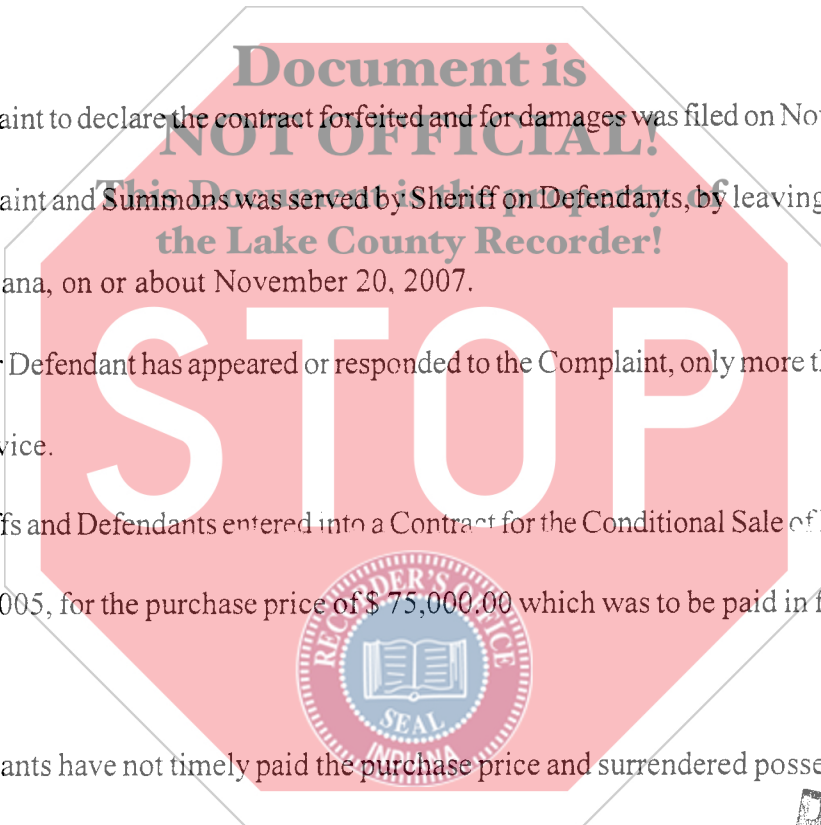 Document is
aint to declare the contract forfeited and for damages was filed on No
NOT OFFICIAL!
aint and Summons was served by Sheriff on Defendants, by leaving
This Document is the property of
the Lake County Recorder!
ana, on or about November 20, 2007.
STOP
Defendant has appeared or responded to the Complaint, only more t
vice.
fs and Defendants entered into a Contract for the Conditional Sale of
005, for the purchase price of $ 75,000.00 which was to be paid in f
RECORDER'S OFFICE
SEAL
INDIANA
ants have not timely paid the purchase price and surrendered posse